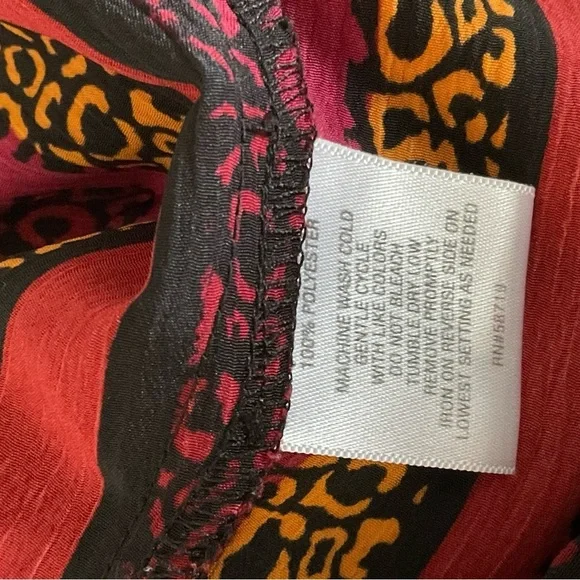 100% POLYESTER
MACHINE WASH COLD
GENTLE CYCLE
WITH LIKE COLORS
DO NOT BLEACH
TUMBLE DRY LOW
REMOVE PROMPTLY
IRON ON REVERSE SIDE ON
LOWEST SETTING AS NEEDED
RN#56719